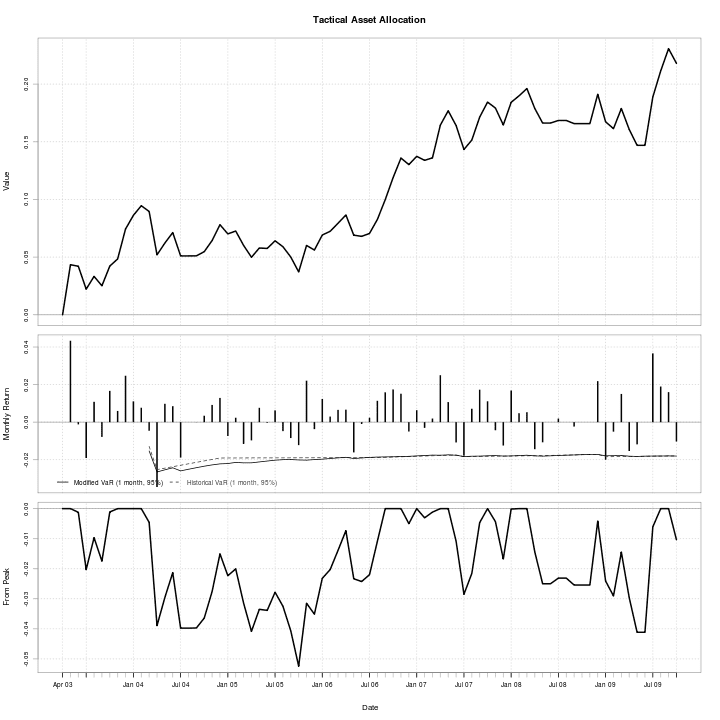 Tactical Asset Allocation
Value
0.20
0.15
0.10
0.05
0.00
Monthly Return
0.04
0.02
0.00
-0.02
Modified VaR (1 month, 95%)
Historical VaR (1 month, 95%)
From Peak
0.00
-0.01
-0.02
-0.03
-0.04
-0.05
Apr 03 Jan 04 Jul 04 Jan 05 Jul 05 Jan 06 Jul 06 Jan 07 Jul 07 Jan 08 Jul 08 Jan 09 Jul 09
Date